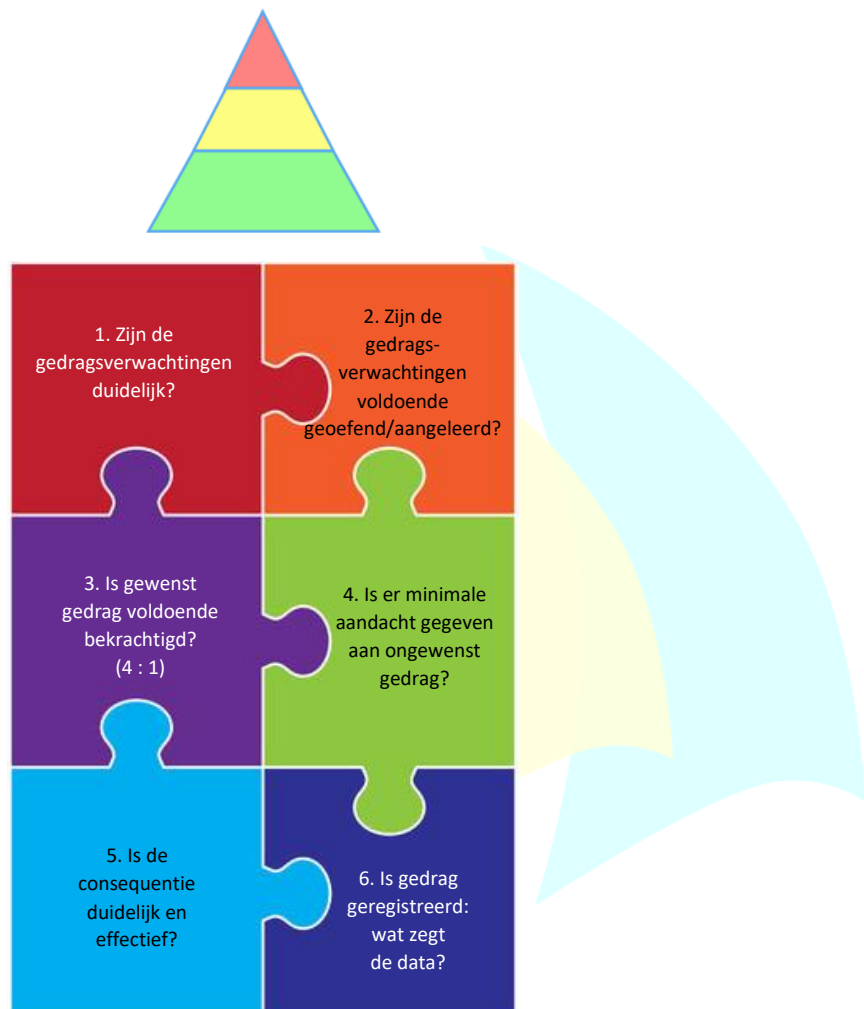 1. Zijn de
gedragsverwachtingen
duidelijk?
2. Zijn de
gedrags-
verwachtingen
voldoende
geoefend/aangeleerd?
3. Is gewenst
gedrag voldoende
bekrachtigd?
(4 : 1)
4. Is er minimale
aandacht gegeven
aan ongewenst
gedrag?
5. Is de
consequentie
duidelijk en
effectief?
6. Is gedrag
geregistreerd:
wat zegt
de data?